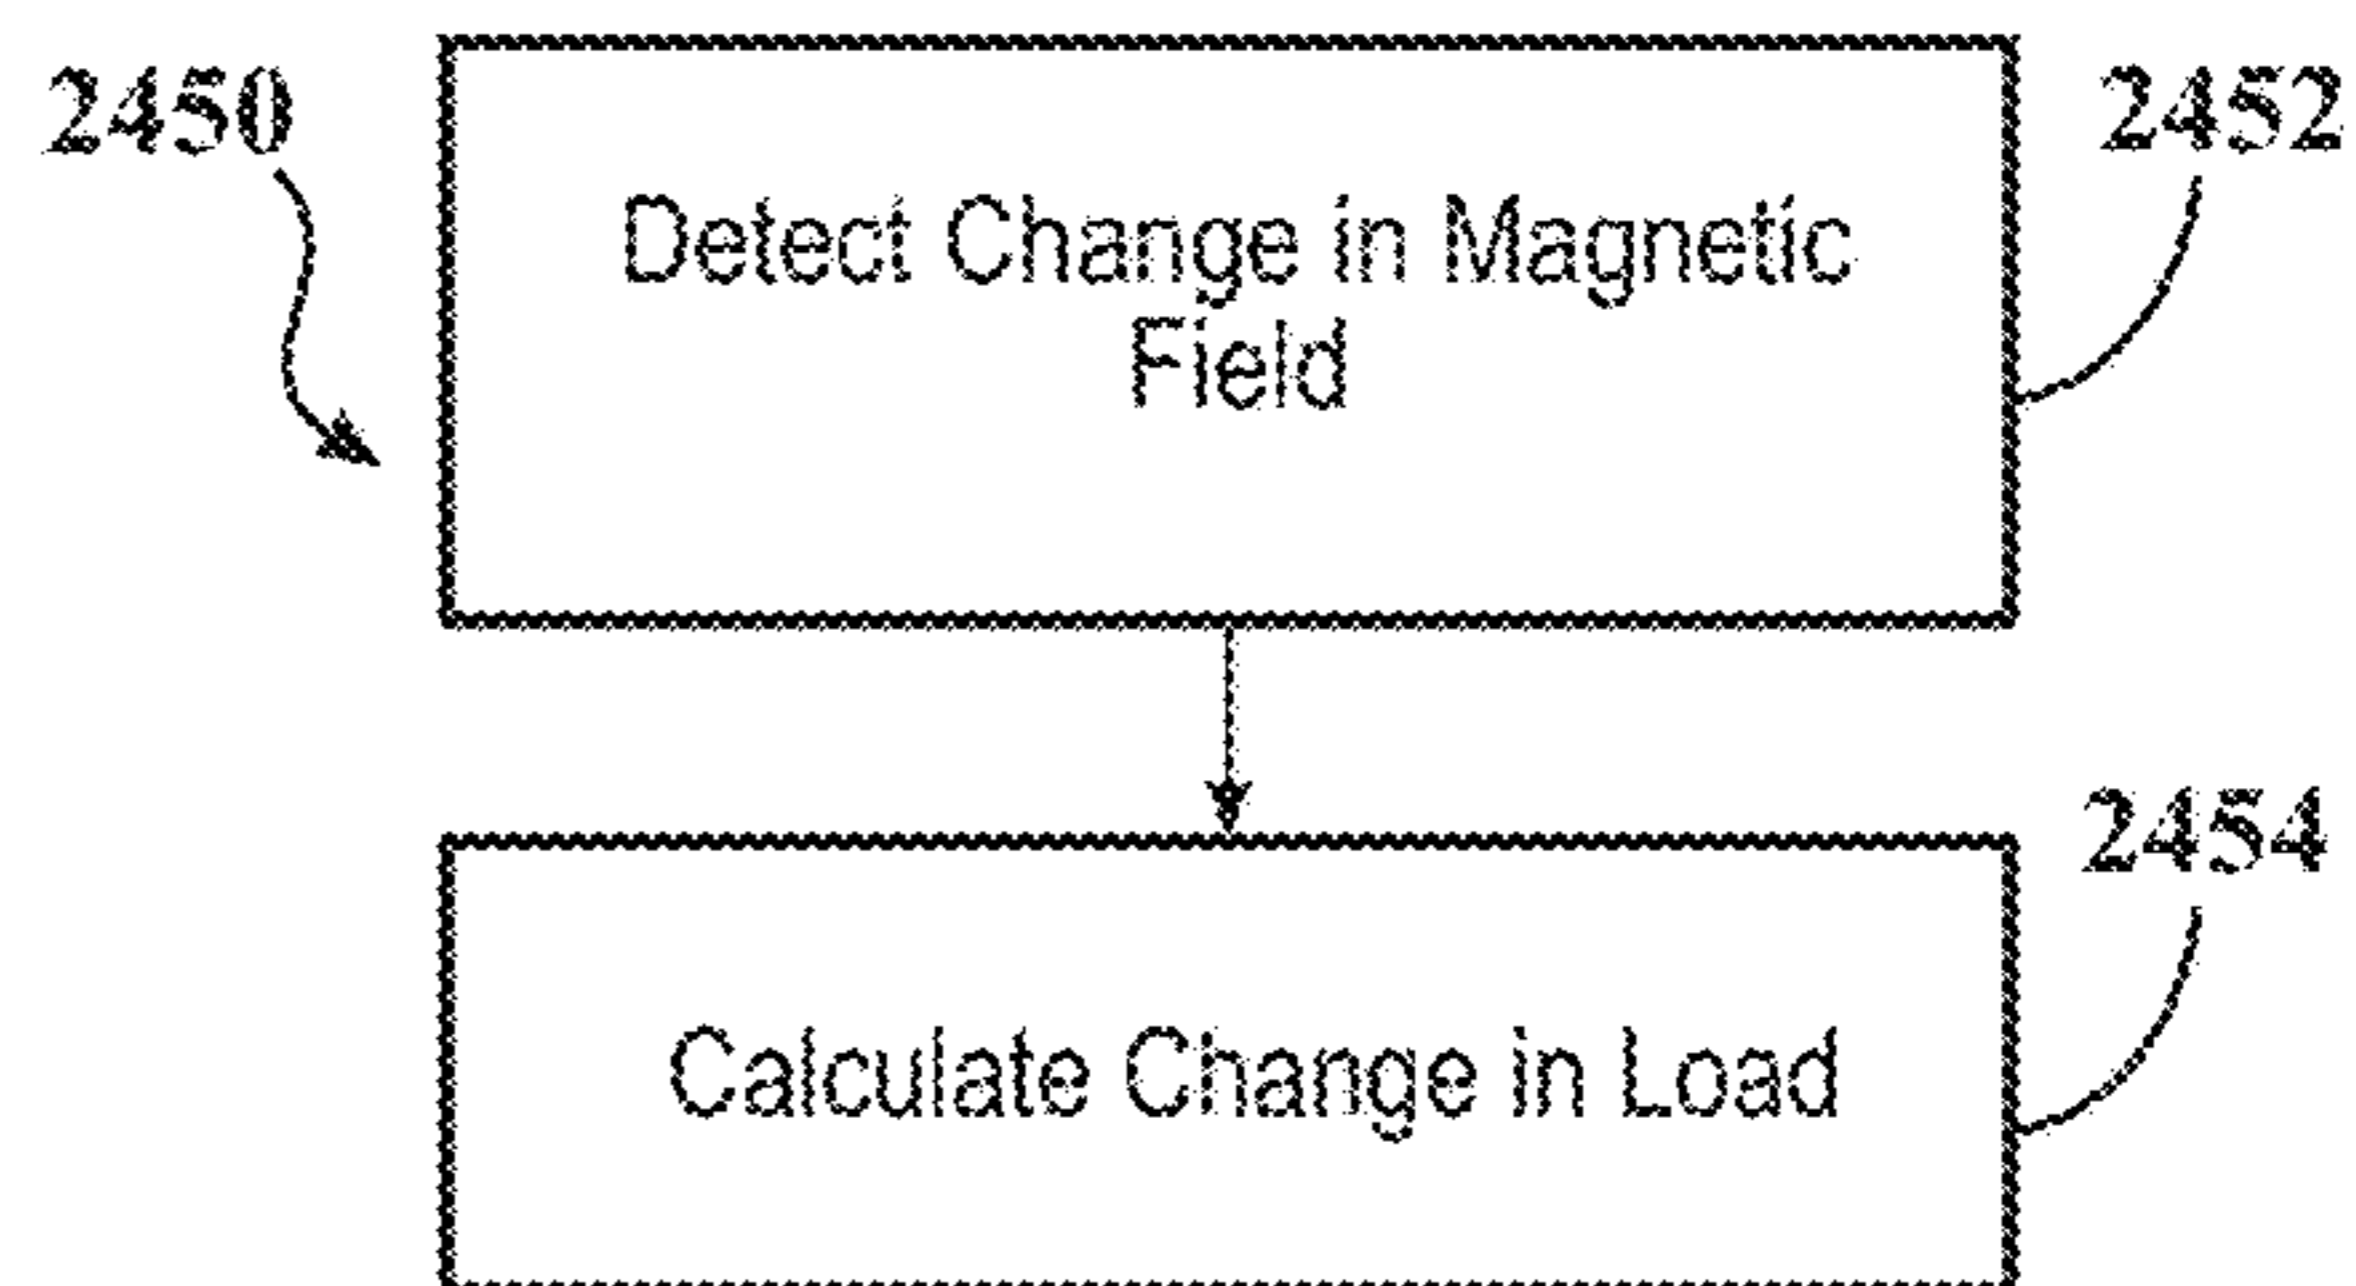 2450
2452
Detect Change in Magnetic
Field
2454
Calculate Change in Load